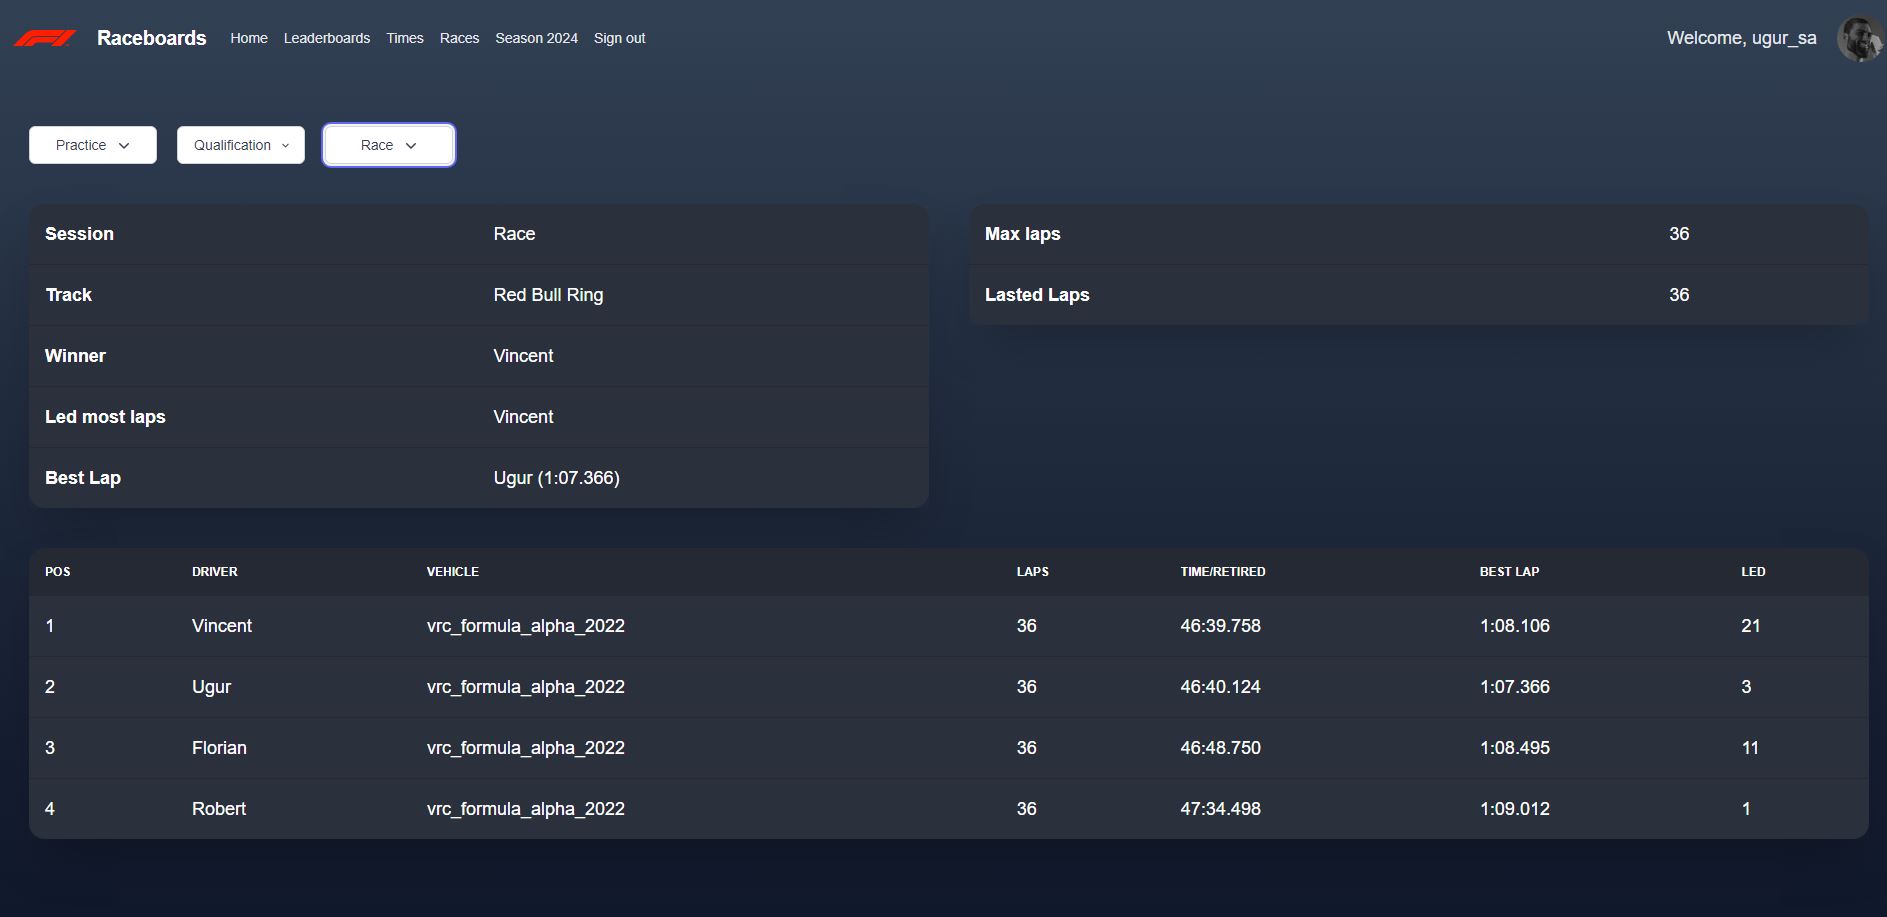 Raceboards Home Leaderboards Times Races Season 2024 Sign out Welcome, ugur_sa
Practice Qualification Race
Session Race
Track Red Bull Ring
Winner Vincent
Led most laps Vincent
Best Lap Ugur (1:07.366)
Max laps 36
Lasted Laps 36
POS DRIVER VEHICLE LAPS TIME/RETIRED BEST LAP LED
1 Vincent vrc_formula_alpha_2022 36 46:39.758 1:08.106 21
2 Ugur vrc_formula_alpha_2022 36 46:40.124 1:07.366 3
3 Florian vrc_formula_alpha_2022 36 46:48.750 1:08.495 11
4 Robert vrc_formula_alpha_2022 36 47:34.498 1:09.012 1